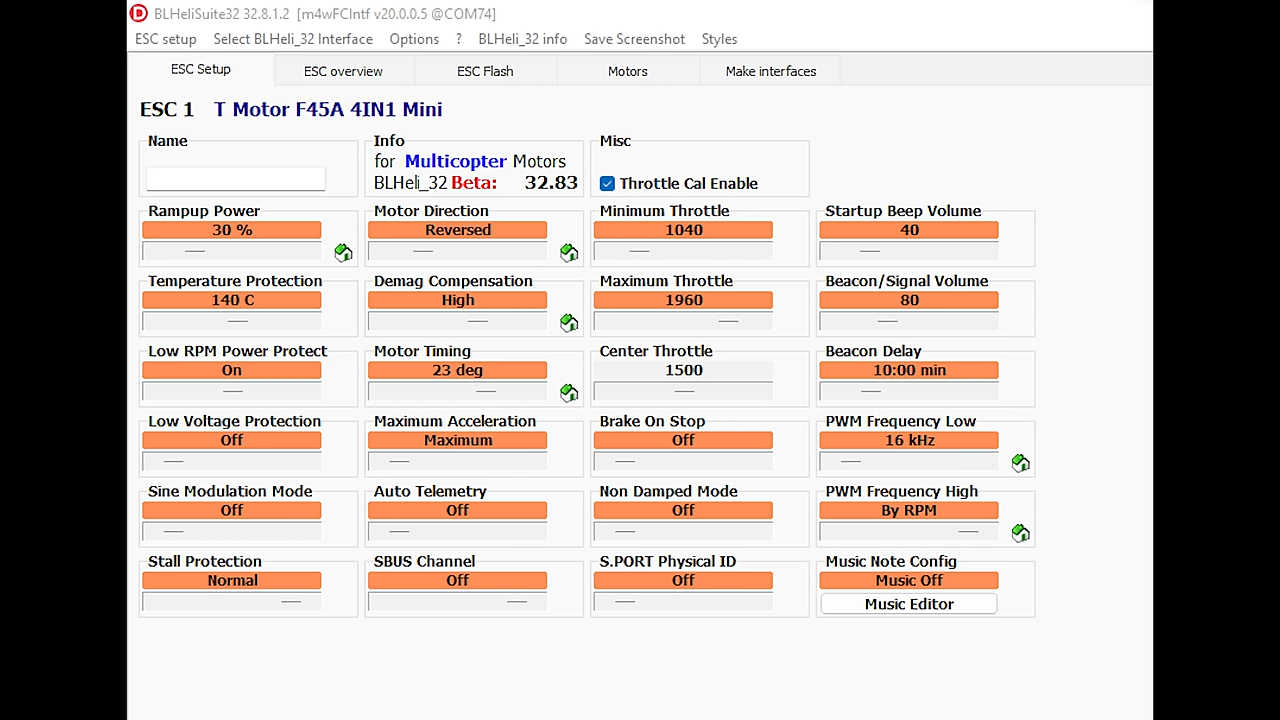 BLHeliSuite32 32.8.1.2 [m4wFCIntf v20.0.0.5 @COM74]
ESC setup Select BLHeli_32 Interface Options ? BLHeli_32 info Save Screenshot Styles
ESC Setup ESC overview ESC Flash Motors Make interfaces
ESC 1 T Motor F45A 4IN1 Mini
Name Info Misc
for Multicopter Motors
BLHeli_32 Beta: 32.83 Throttle Cal Enable
Rampup Power Motor Direction Minimum Throttle Startup Beep Volume
30 % Reversed 1040 40
Temperature Protection Demag Compensation Maximum Throttle Beacon/Signal Volume
140 C High 1960 80
Low RPM Power Protect Motor Timing Center Throttle Beacon Delay
On 23 deg 1500 10:00 min
Low Voltage Protection Maximum Acceleration Brake On Stop PWM Frequency Low
Off Maximum Off 16 kHz
Sine Modulation Mode Auto Telemetry Non Damped Mode PWM Frequency High
Off Off Off By RPM
Stall Protection SBUS Channel S.PORT Physical ID Music Note Config
Normal Off Off Music Off
Music Editor